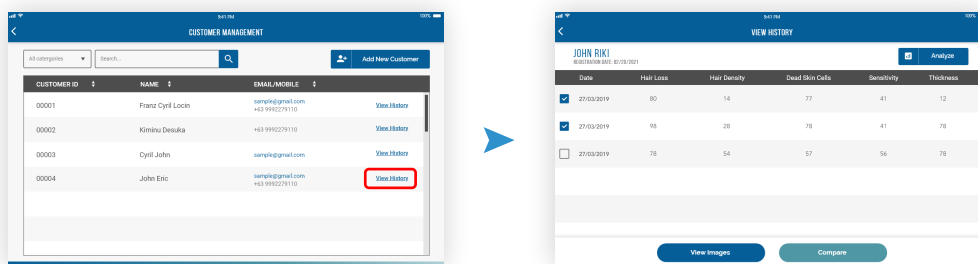 9:41 PM
100%
CUSTOMER MANAGEMENT
All catergories
Search...
Add New Customer
CUSTOMER ID NAME EMAIL/MOBILE
00001 Franz Cyril Locin sample@gmail.com View History
+63 9992279110
00002 Kiminu Desuka +63 9992279110 View History
00003 Cyril John sample@gmail.com View History
00004 John Eric sample@gmail.com View History
+63 9992279110
9:41 PM
100%
VIEW HISTORY
JOHN RIKI
REGISTRATION DATE: 02/20/2021
Analyze
Date Hair Loss Hair Density Dead Skin Cells Sensitivity Thickness
27/03/2019 80 14 77 41 12
27/03/2019 98 28 78 41 78
27/03/2019 78 54 57 56 78
View Images Compare